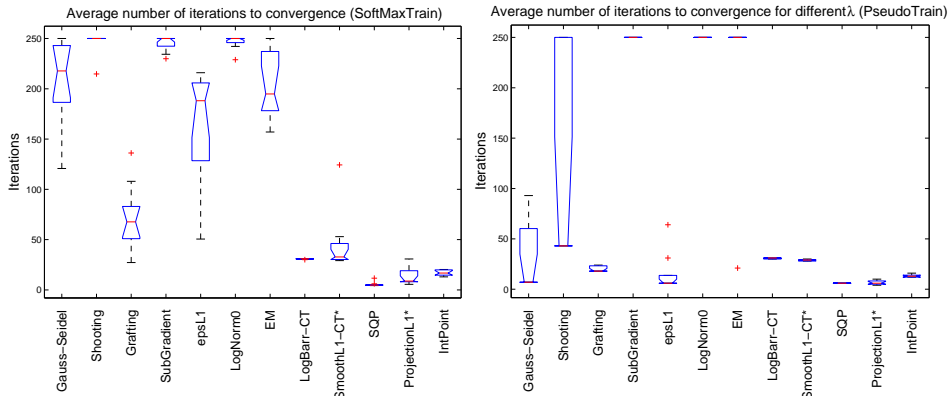 Average number of iterations to convergence (SoftMaxTrain)
Iterations
250
200
150
100
50
0
Gauss−Seidel
Shooting
Grafting
SubGradient
epsL1
LogNorm0
EM
LogBarr−CT
SmoothL1−CT*
SQP
ProjectionL1*
IntPoint
Average number of iterations to convergence for differentλ (PseudoTrain)
Iterations
250
200
150
100
50
0
Gauss−Seidel
Shooting
Grafting
SubGradient
epsL1
LogNorm0
EM
LogBarr−CT
SmoothL1−CT*
SQP
ProjectionL1*
IntPoint